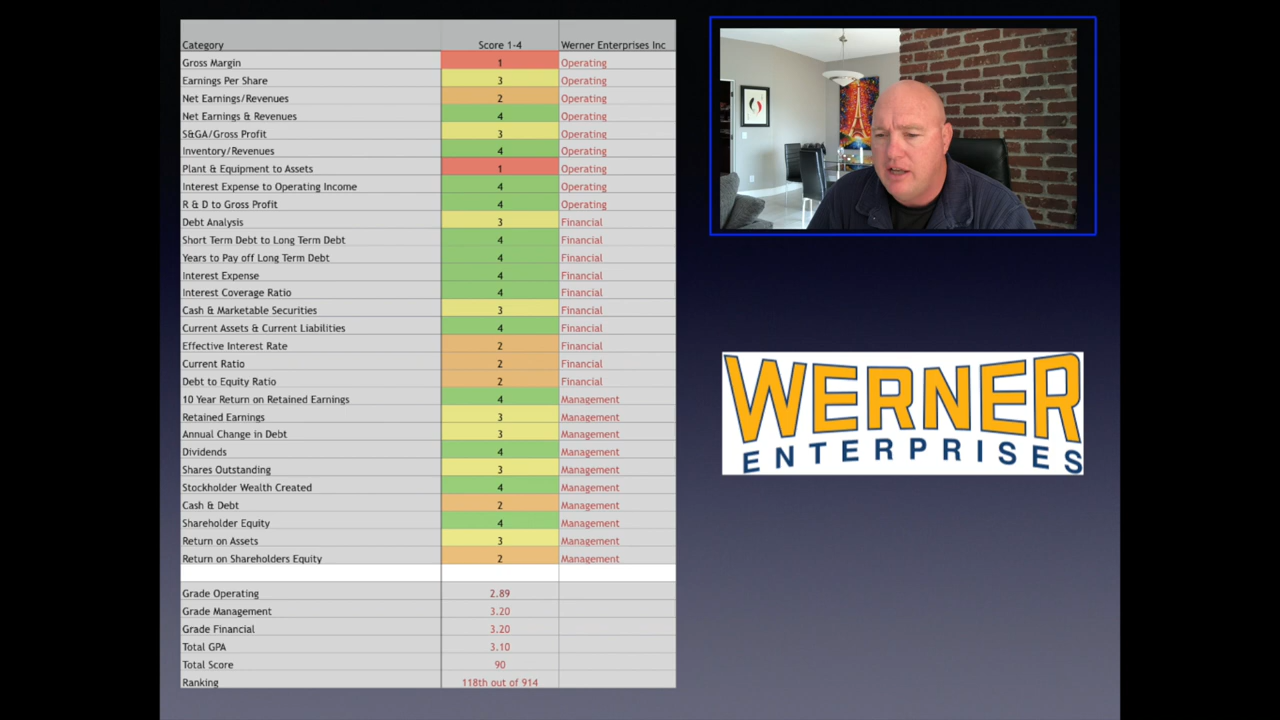 Category Score 1-4 Werner Enterprises Inc
Gross Margin 1 Operating
Earnings Per Share 3 Operating
Net Earnings/Revenues 2 Operating
Net Earnings & Revenues 4 Operating
S&GA/Gross Profit 3 Operating
Inventory/Revenues 4 Operating
Plant & Equipment to Assets 1 Operating
Interest Expense to Operating Income 4 Operating
R & D to Gross Profit 4 Operating
Debt Analysis 3 Financial
Short Term Debt to Long Term Debt 4 Financial
Years to Pay off Long Term Debt 4 Financial
Interest Expense 4 Financial
Interest Coverage Ratio 4 Financial
Cash & Marketable Securities 3 Financial
Current Assets & Current Liabilities 4 Financial
Effective Interest Rate 2 Financial
Current Ratio 2 Financial
Debt to Equity Ratio 2 Financial
10 Year Return on Retained Earnings 4 Management
Retained Earnings 3 Management
Annual Change in Debt 3 Management
Dividends 4 Management
Shares Outstanding 3 Management
Stockholder Wealth Created 4 Management
Cash & Debt 2 Management
Shareholder Equity 4 Management
Return on Assets 3 Management
Return on Shareholders Equity 2 Management
Grade Operating 2.89
Grade Management 3.20
Grade Financial 3.20
Total GPA 3.10
Total Score 90
Ranking 118th out of 914
WERNER
ENTERPRISES